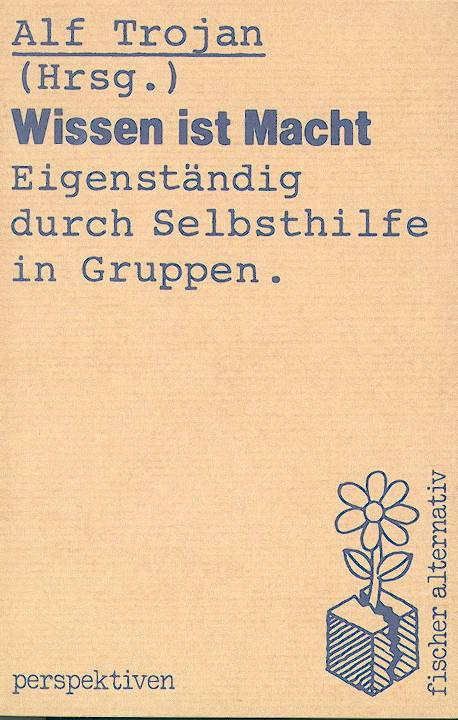 Alf Trojan
(Hrsg.)
Wissen ist Macht
Eigenständig
durch Selbsthilfe
in Gruppen.
fischer alternativ
perspektiven